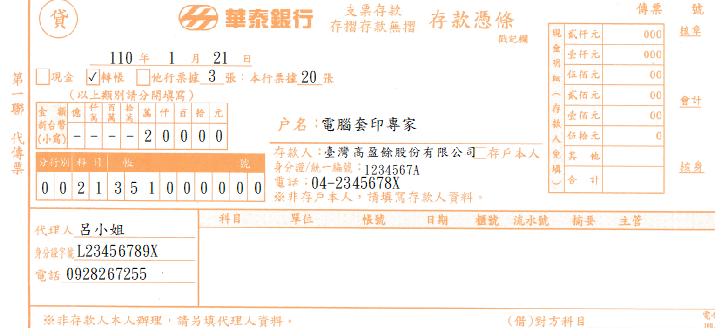 貸
華泰銀行
支票存款
存摺存款無摺
存款憑條
戳記欄
傳票 號
110 年 1 月 21 日
現金 ✓轉帳 他行票據 3 張：本行票據 20 張
（以上類別請分開填寫）
第一聯 代傳票
金額 新台幣（小寫） 億 仟萬 佰萬 拾萬 萬 仟 百 拾 元
－ － － － 2 0 0 0 0
分行別 科目 帳 號
0 0 2 1 3 5 1 0 0 0 0 0 0 0
户名：電腦套印專家
存款人：臺灣高盈餘股份有限公司 存戶本人
身分證/統一編號：1234567A
電話：04-2345678X
※非存戶本人，請填寫存款人資料。
現金明細（存款人免填）
貳仟元 000
壹仟元 000
伍佰元 00
貳佰元 00
壹佰元 00
伍拾元 0
其他
合計
核章
會計
經身
代理人 呂小姐
身分證字號 L23456789X
電話 0928267255
科目 單位 帳號 日期 櫃號 流水號 摘要 主管
※非存款人本人辦理，請另填代理人資料。
（借）對方科目